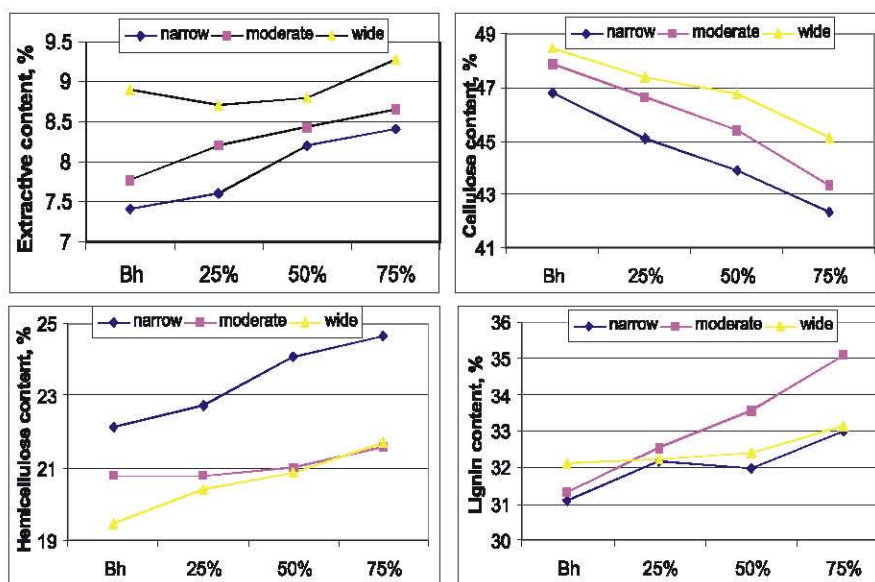 Extractive content, %
narrow moderate wide
9.5
9
8.5
8
7.5
7
Bh 25% 50% 75%
Cellulose content, %
narrow moderate wide
49
47
45
43
41
Bh 25% 50% 75%
Hemicellulose content, %
narrow moderate wide
25
23
21
19
Bh 25% 50% 75%
Lignin content, %
narrow moderate wide
36
35
34
33
32
31
30
Bh 25% 50% 75%